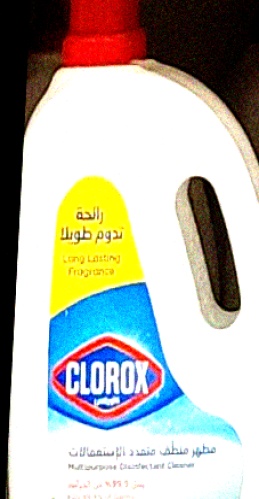 رائحة
تدوم طويلا
Long Lasting
Fragrance
CLOROX
كلوركس
مطهر منظف متعدد الإستعمالات
Multipurpose Disinfectant Cleaner